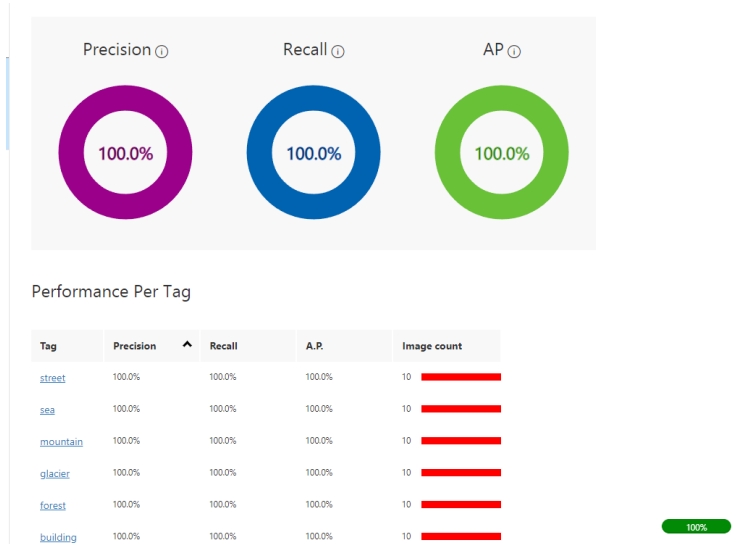 Precision Recall AP
100.0% 100.0% 100.0%
Performance Per Tag
Tag Precision Recall A.P. Image count
street 100.0% 100.0% 100.0% 10
sea 100.0% 100.0% 100.0% 10
mountain 100.0% 100.0% 100.0% 10
glacier 100.0% 100.0% 100.0% 10
forest 100.0% 100.0% 100.0% 10
building 100.0% 100.0% 100.0% 10
100%